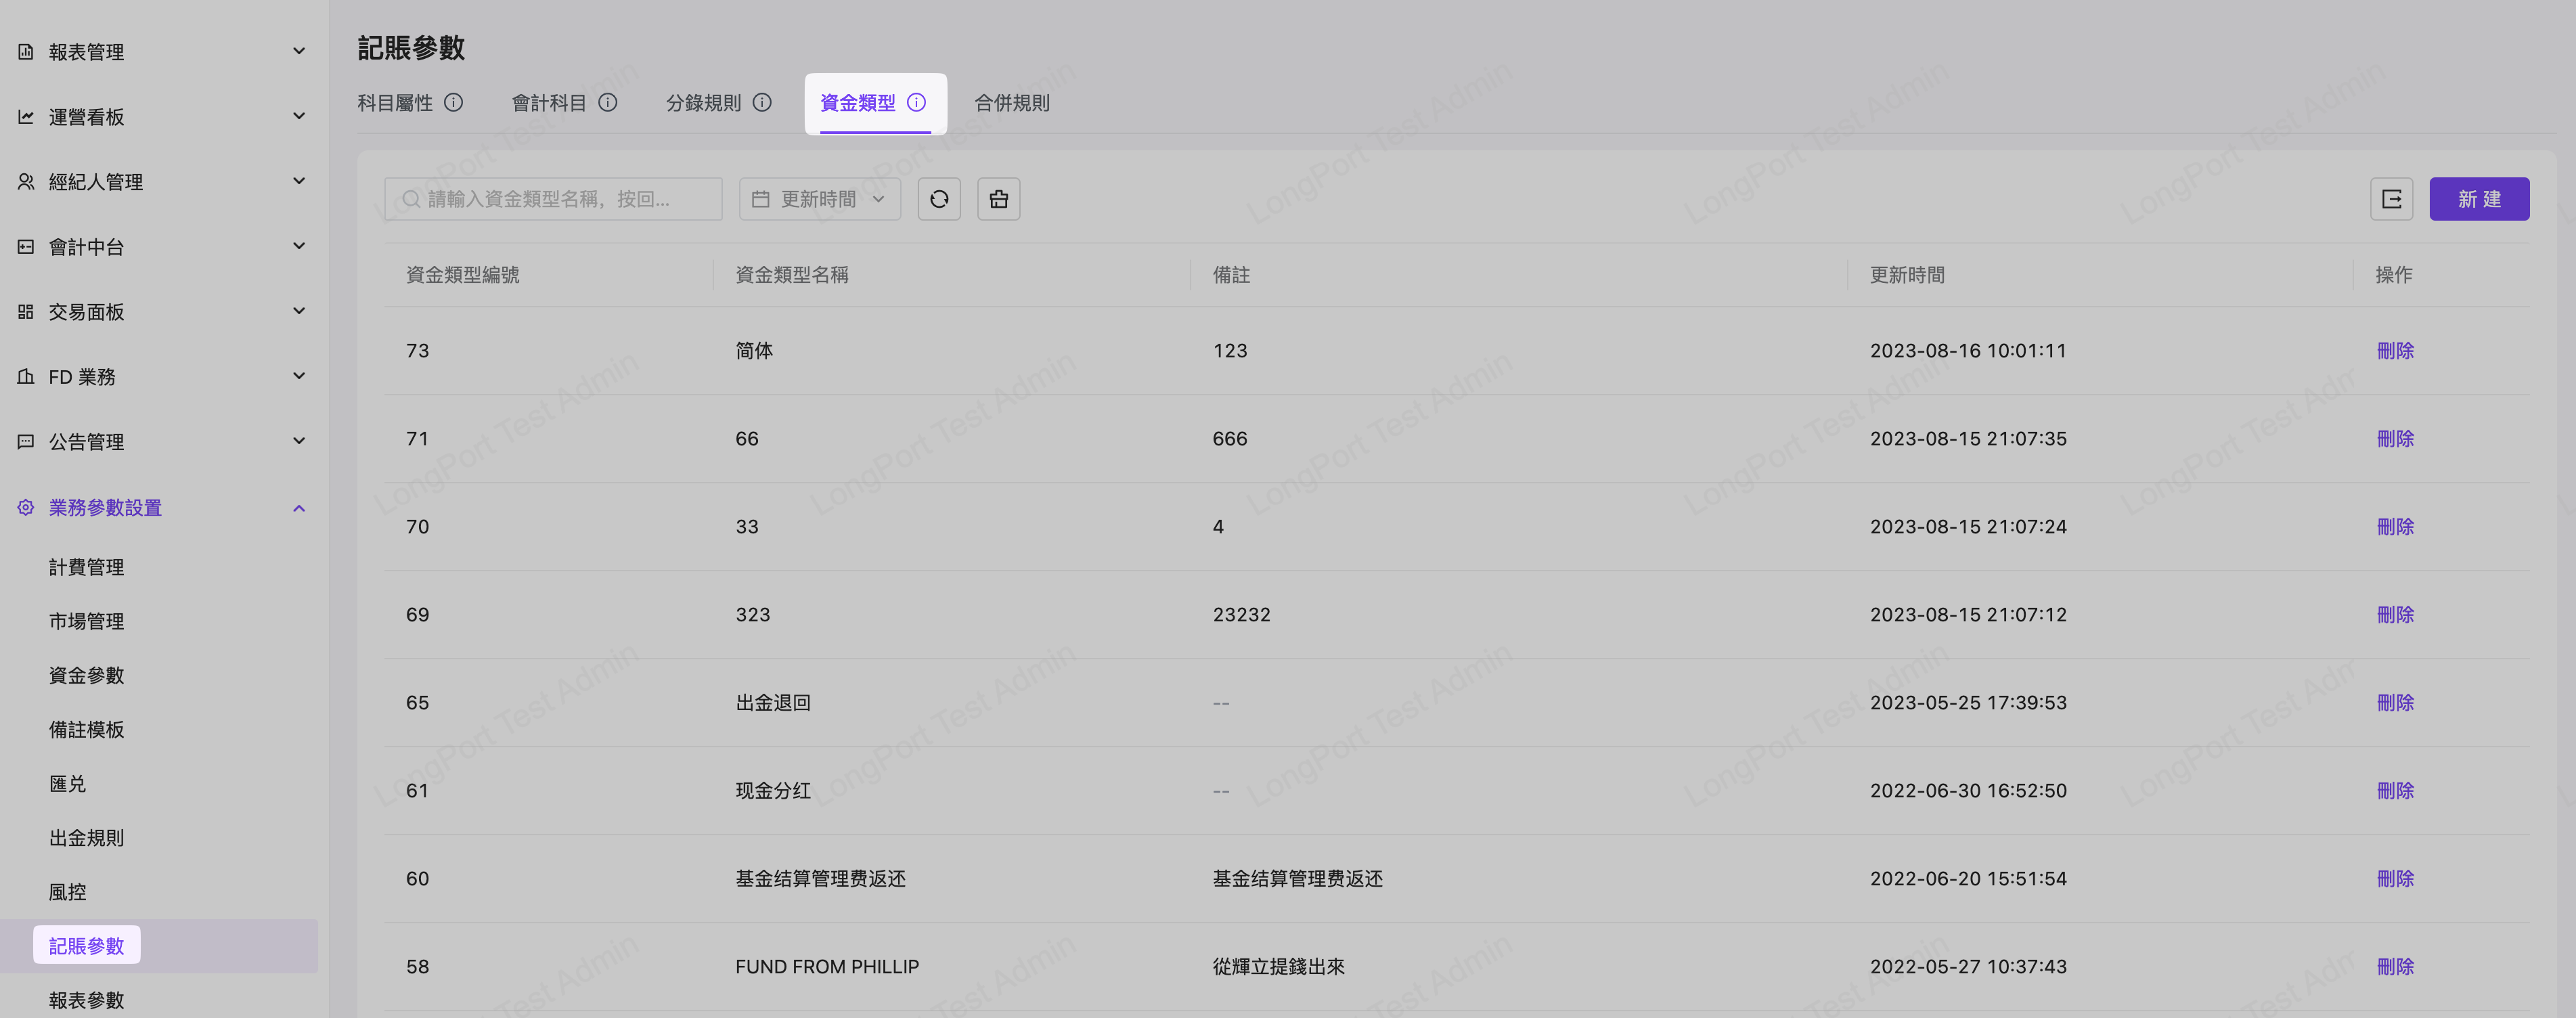 報表管理
運營看板
經紀人管理
會計中台
交易面板
FD 業務
公告管理
業務參數設置
計費管理
市場管理
資金參數
備註模板
匯兑
出金規則
風控
記賬參數
報表參數
記賬參數
科目屬性 會計科目 分錄規則 資金類型 合併規則
請輸入資金類型名稱，按回... 更新時間 新 建
資金類型編號 資金類型名稱 備註 更新時間 操作
73 简体 123 2023-08-16 10:01:11 刪除
71 66 666 2023-08-15 21:07:35 刪除
70 33 4 2023-08-15 21:07:24 刪除
69 323 23232 2023-08-15 21:07:12 刪除
65 出金退回 -- 2023-05-25 17:39:53 刪除
61 现金分红 -- 2022-06-30 16:52:50 刪除
60 基金结算管理费返还 基金结算管理费返还 2022-06-20 15:51:54 刪除
58 FUND FROM PHILLIP 從輝立提錢出來 2022-05-27 10:37:43 刪除
LongPort Test Admin